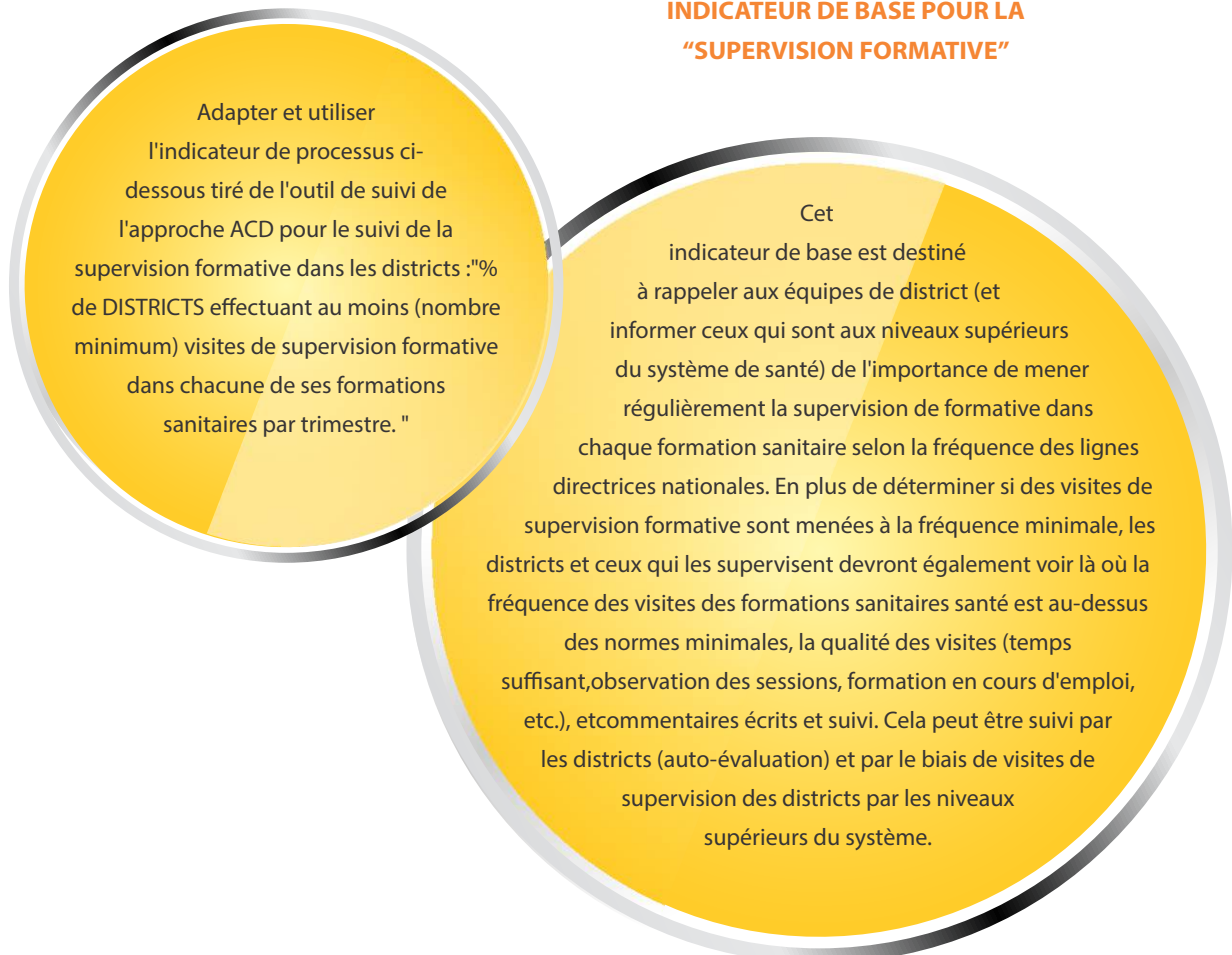 INDICATEUR DE BASE POUR LA
“SUPERVISION FORMATIVE”
Adapter et utiliser
l'indicateur de processus ci-
dessous tiré de l'outil de suivi de
l'approche ACD pour le suivi de la
supervision formative dans les districts :"%
de DISTRICTS effectuant au moins (nombre
minimum) visites de supervision formative
dans chacune de ses formations
sanitaires par trimestre. "
Cet
indicateur de base est destiné
à rappeler aux équipes de district (et
informer ceux qui sont aux niveaux supérieurs
du système de santé) de l'importance de mener
régulièrement la supervision de formative dans
chaque formation sanitaire selon la fréquence des lignes
directrices nationales. En plus de déterminer si des visites de
supervision formative sont menées à la fréquence minimale, les
districts et ceux qui les supervisent devront également voir là où la
fréquence des visites des formations sanitaires santé est au-dessus
des normes minimales, la qualité des visites (temps
suffisant,observation des sessions, formation en cours d'emploi,
etc.), etcommentaires écrits et suivi. Cela peut être suivi par
les districts (auto-évaluation) et par le biais de visites de
supervision des districts par les niveaux
supérieurs du système.